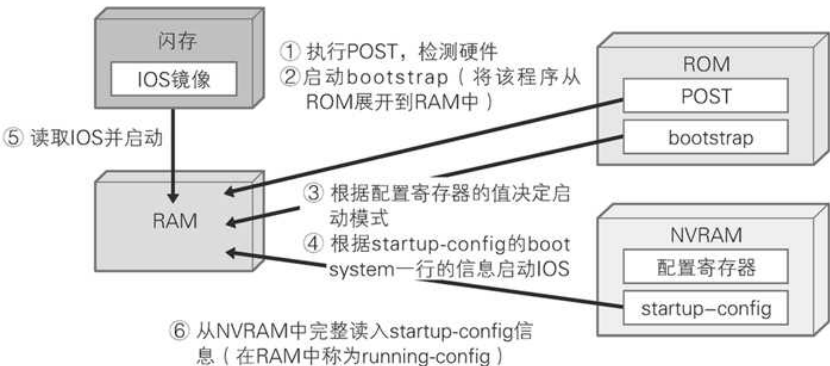 闪存
IOS镜像
① 执行POST，检测硬件
②启动bootstrap（将该程序从
ROM展开到RAM中）
ROM
POST
bootstrap
⑤ 读取IOS并启动
RAM
③ 根据配置寄存器的值决定启
动模式
④ 根据startup-config的boot
system一行的信息启动IOS
NVRAM
配置寄存器
startup–config
⑥ 从NVRAM中完整读入startup-config信
息（在RAM中称为running-config）